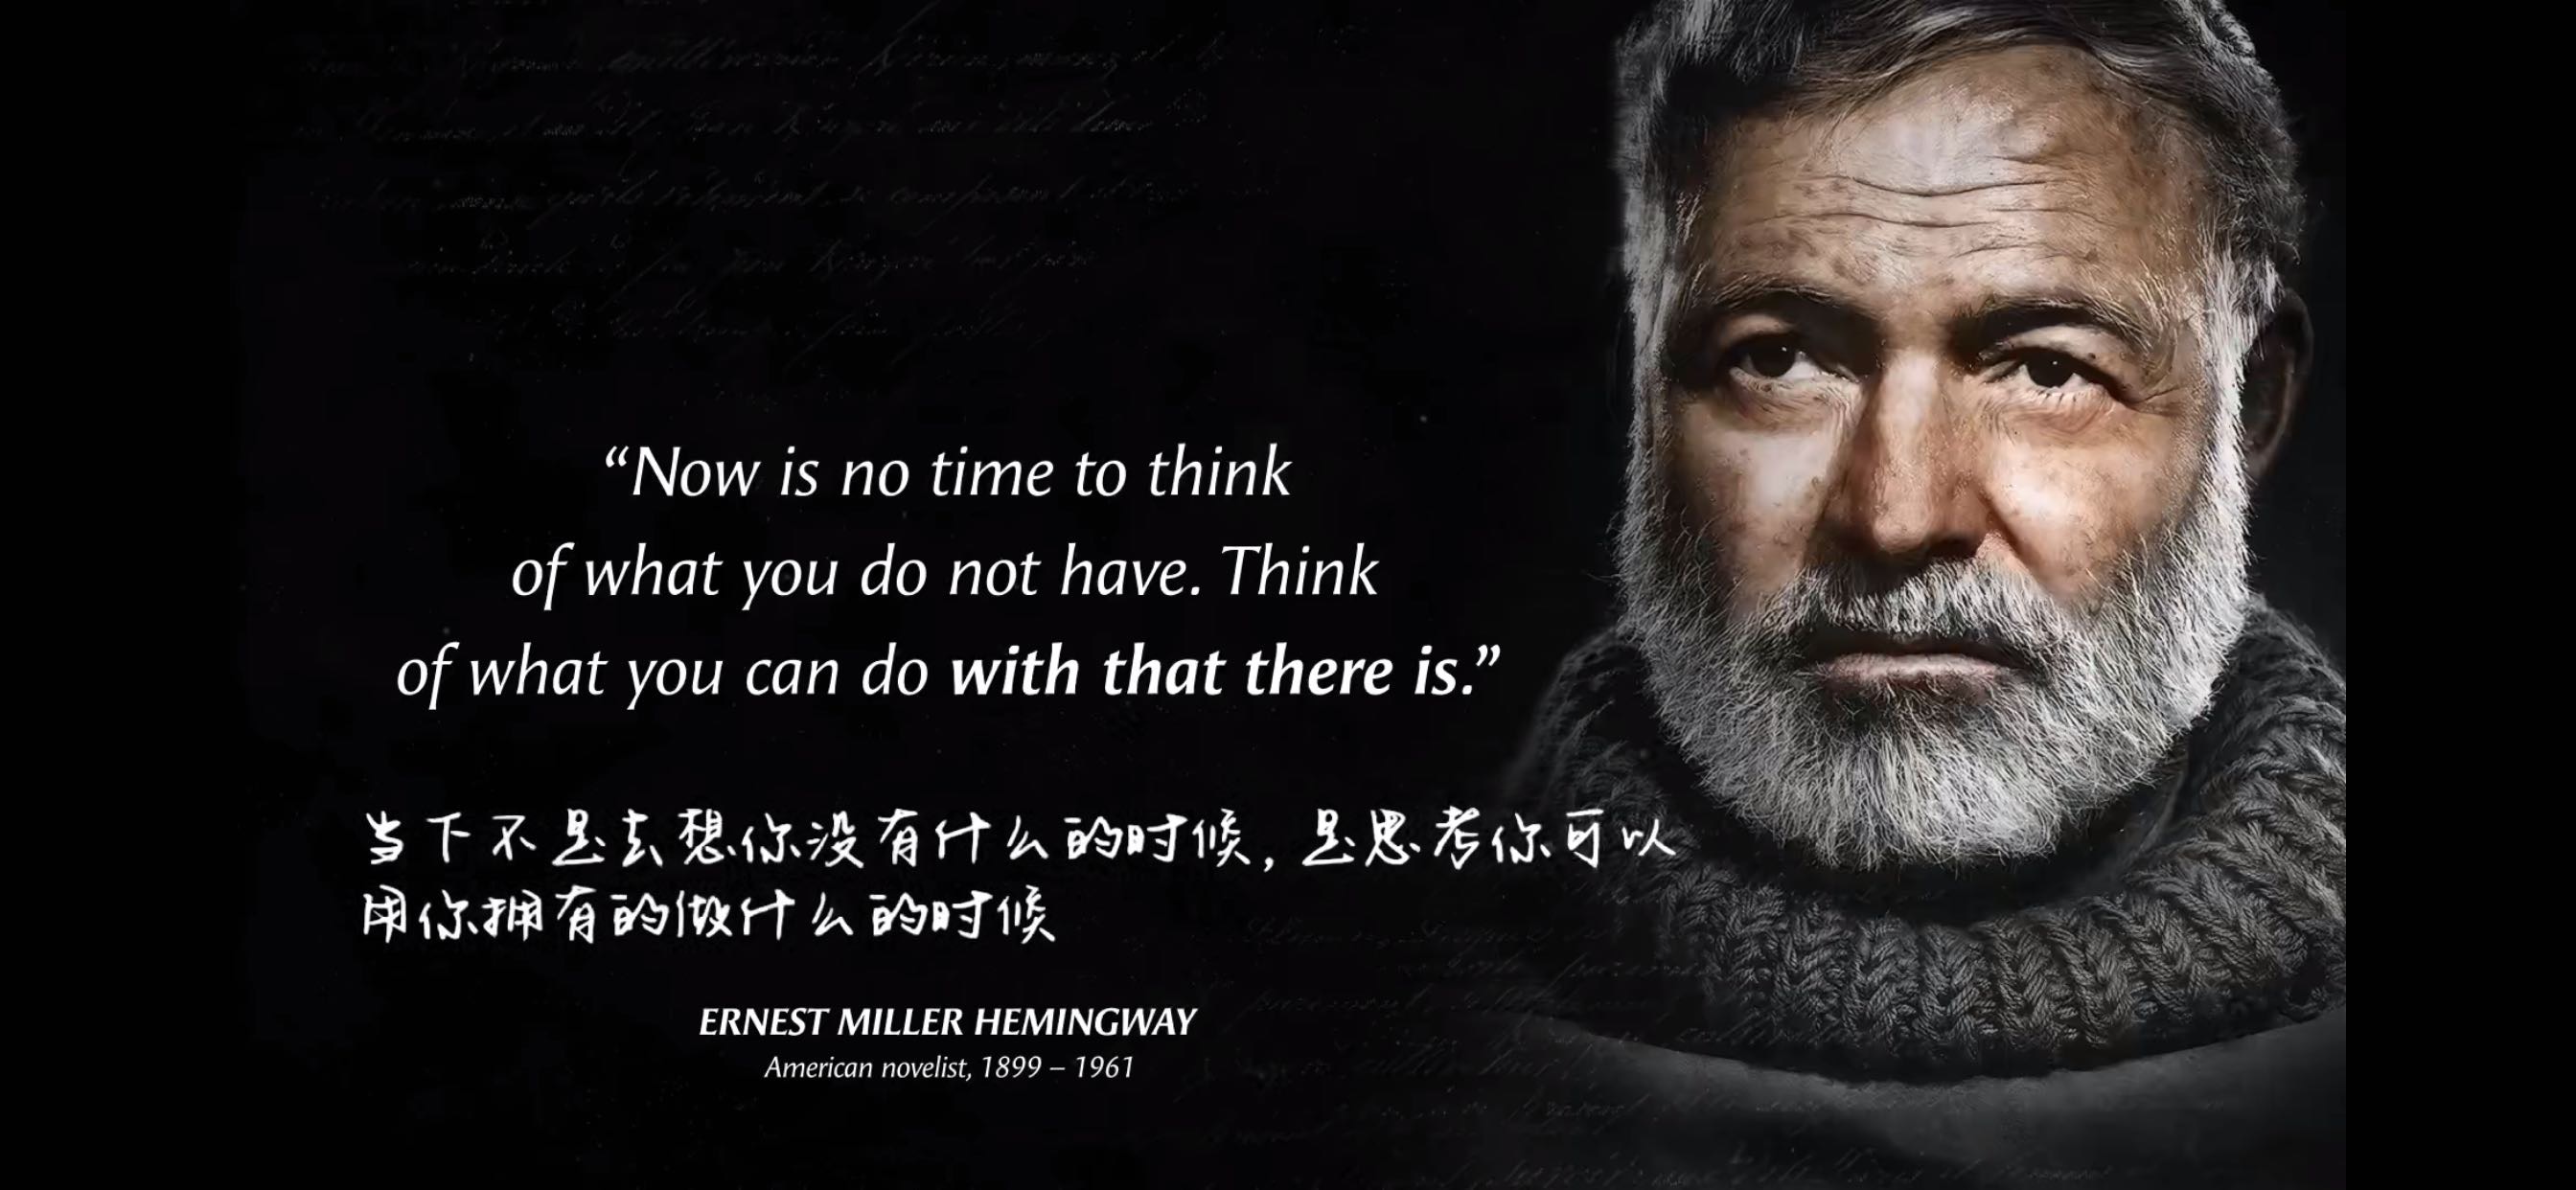 “Now is no time to think
of what you do not have. Think
of what you can do with that there is.”
当下不是去想你没有什么的时候，是思考你可以
用你拥有的做什么的时候
ERNEST MILLER HEMINGWAY
American novelist, 1899 – 1961